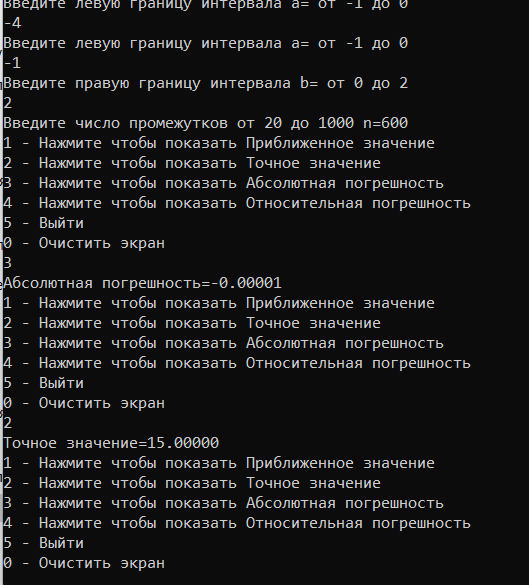 Введите левую границу интервала a= от -1 до 0
-4
Введите левую границу интервала a= от -1 до 0
-1
Введите правую границу интервала b= от 0 до 2
2
Введите число промежутков от 20 до 1000 n=600
1 - Нажмите чтобы показать Приближенное значение
2 - Нажмите чтобы показать Точное значение
3 - Нажмите чтобы показать Абсолютная погрешность
4 - Нажмите чтобы показать Относительная погрешность
5 - Выйти
0 - Очистить экран
3
Абсолютная погрешность=-0.00001
1 - Нажмите чтобы показать Приближенное значение
2 - Нажмите чтобы показать Точное значение
3 - Нажмите чтобы показать Абсолютная погрешность
4 - Нажмите чтобы показать Относительная погрешность
5 - Выйти
0 - Очистить экран
2
Точное значение=15.00000
1 - Нажмите чтобы показать Приближенное значение
2 - Нажмите чтобы показать Точное значение
3 - Нажмите чтобы показать Абсолютная погрешность
4 - Нажмите чтобы показать Относительная погрешность
5 - Выйти
0 - Очистить экран